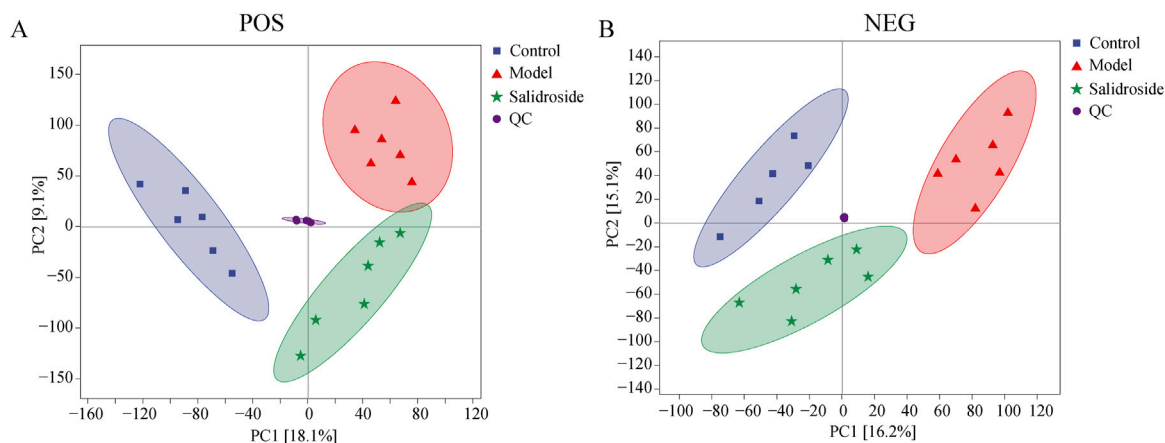 A
POS
Control
Model
Salidroside
QC
PC2 [9.1%]
150
100
50
0
−50
−100
−150
−160
−120
−80
−40
0
40
80
120
PC1 [18.1%]
B
NEG
Control
Model
Salidroside
QC
PC2 [15.1%]
140
120
100
80
60
40
20
0
−20
−40
−60
−80
−100
−120
−140
−100
−80
−60
−40
−20
0
20
40
60
80
100
120
PC1 [16.2%]